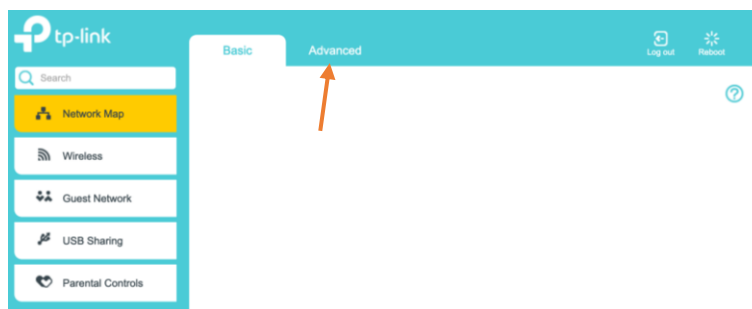 tp-link
Basic
Advanced
Log out
Reboot
Search
?
Network Map
Wireless
Guest Network
USB Sharing
Parental Controls